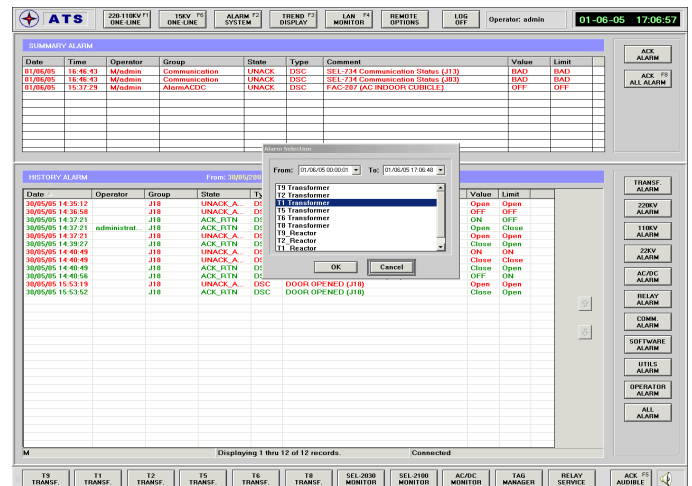 ATS
220-110KV F1 ONE-LINE
15KV F6 ONE-LINE
ALARM F2 SYSTEM
TREND F3 DISPLAY
LAN F4 MONITOR
REMOTE OPTIONS
LOG OFF
Operator: admin
01-06-05 17:06:57
SUMMARY ALARM
Date Time Operator Group State Type Comment Value Limit
01/06/05 16:46:43 M/admin Communication UNACK DSC SEL-734 Communication Status (J13) BAD BAD
01/06/05 16:46:43 M/admin Communication UNACK DSC SEL-734 Communication Status (J03) BAD BAD
01/06/05 15:37:29 M/admin AlarmACDC UNACK DSC FAC-207 (AC INDOOR CUBICLE) OFF OFF
ACK ALARM
ACK F8 ALL ALARM
Alarm Selection
From: 01/06/05 00:00:01 To: 01/06/05 17:06:48
T9 Transformer
T2 Transformer
T1 Transformer
T5 Transformer
T6 Transformer
T8 Transformer
T9_Reactor
T2_Reactor
T1_Reactor
OK Cancel
HISTORY ALARM From: 30/05/200
Date Operator Group State Ty Value Limit
30/05/05 14:35:12 J18 UNACK_A... DS Open Open
30/05/05 14:36:58 J18 UNACK_A... DS OFF OFF
30/05/05 14:37:21 J18 ACK_RTN DS ON OFF
30/05/05 14:37:21 administrat... J18 ACK_RTN DS Open Close
30/05/05 14:37:21 J18 UNACK_A... DS Open Open
30/05/05 14:39:27 J18 ACK_RTN DS Close Open
30/05/05 14:40:49 J18 UNACK_A... DS ON ON
30/05/05 14:40:49 J18 UNACK_A... DS Close Close
30/05/05 14:40:49 J18 ACK_RTN DS Open Close
30/05/05 14:40:56 J18 ACK_RTN DS OFF ON
30/05/05 15:53:19 J18 UNACK_A... DSC DOOR OPENED (J18) Open Open
30/05/05 15:53:52 J18 ACK_RTN DSC DOOR OPENED (J18) Close Open
M Displaying 1 thru 12 of 12 records. Connected
TRANSF. ALARM
220KV ALARM
110KV ALARM
22KV ALARM
AC/DC ALARM
RELAY ALARM
COMM. ALARM
SOFTWARE ALARM
UTILS ALARM
OPERATOR ALARM
ALL ALARM
T9 TRANSF.
T1 TRANSF.
T2 TRANSF.
T5 TRANSF.
T6 TRANSF.
T8 TRANSF.
SEL-2030 MONITOR
SEL-2100 MONITOR
AC/DC MONITOR
TAG MANAGER
RELAY SERVICE
ACK F5 AUDIBLE